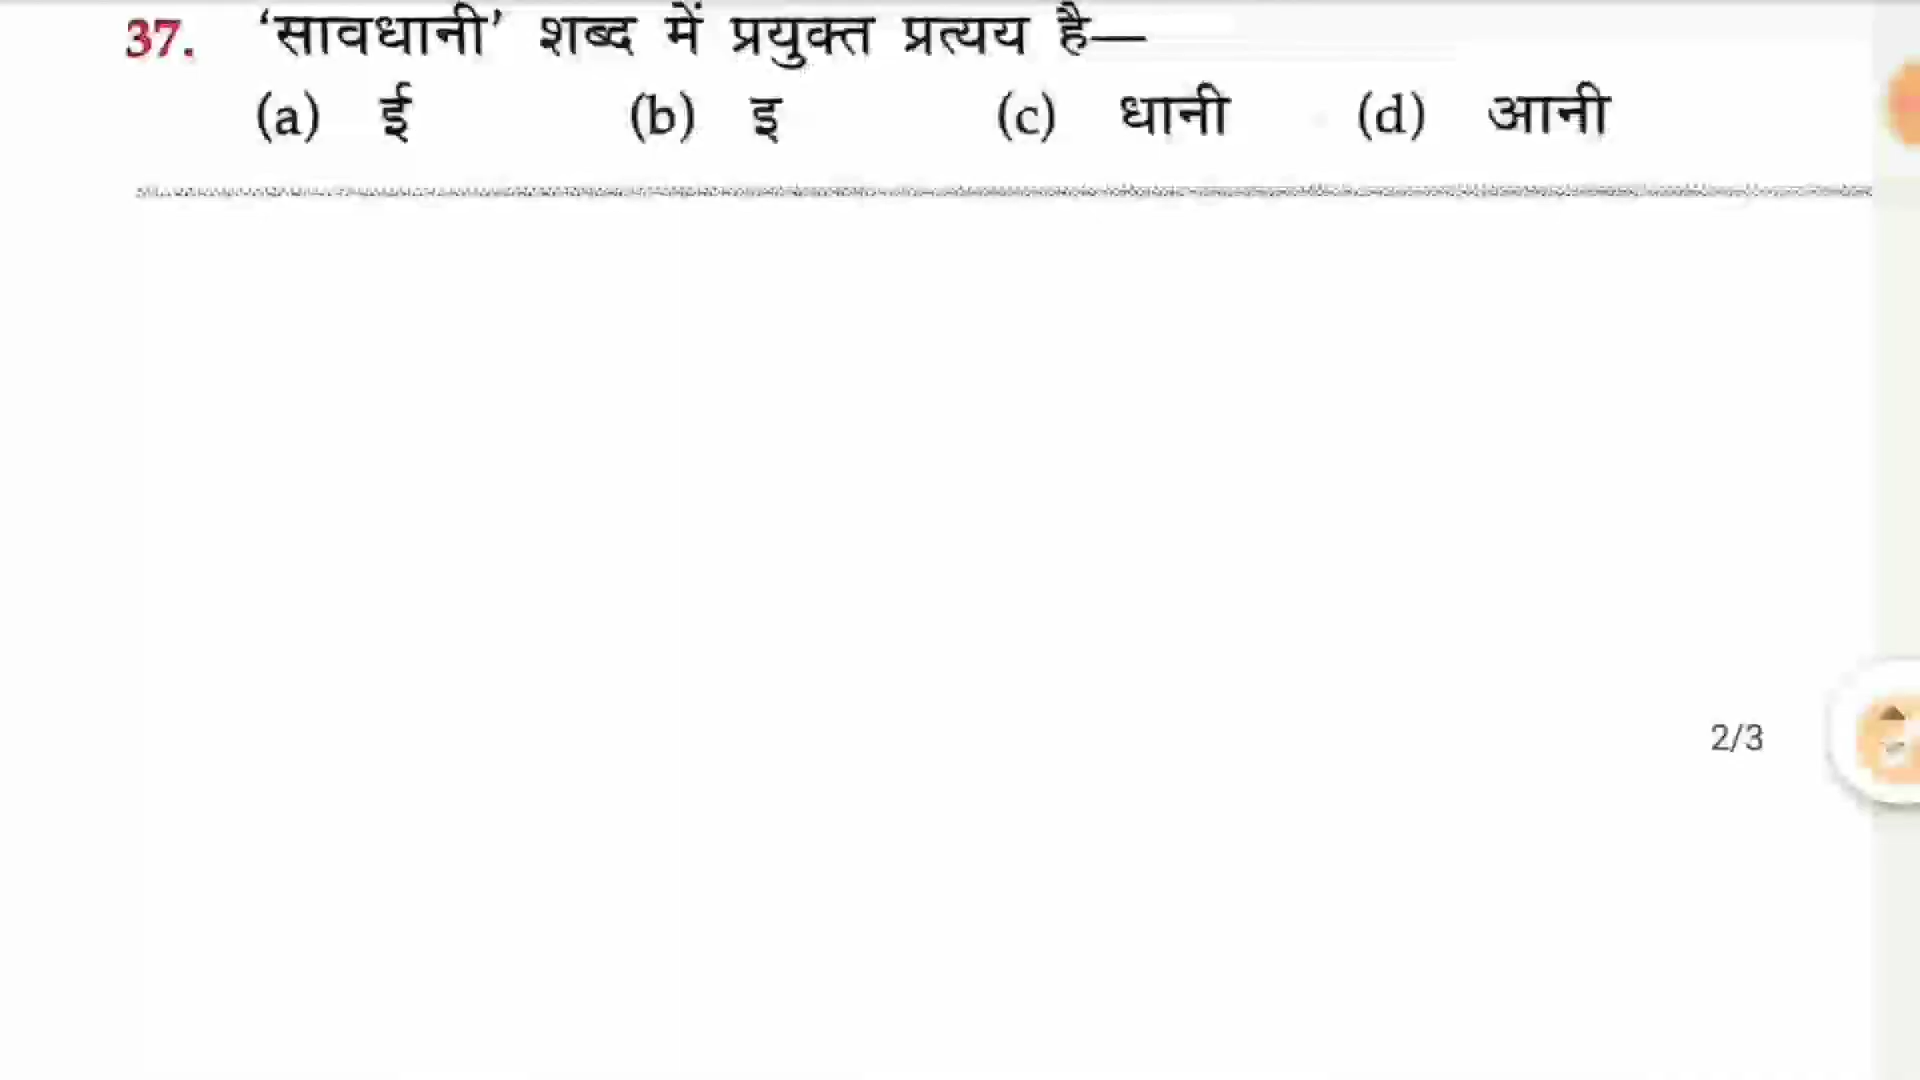 37. ‘सावधानी’ शब्द में प्रयुक्त प्रत्यय है—
(a) ई (b) इ (c) धानी (d) आनी
2/3